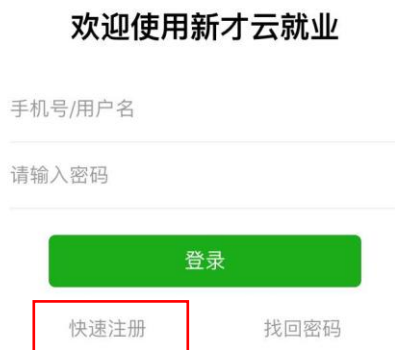 欢迎使用新才云就业
手机号/用户名
请输入密码
登录
快速注册 找回密码